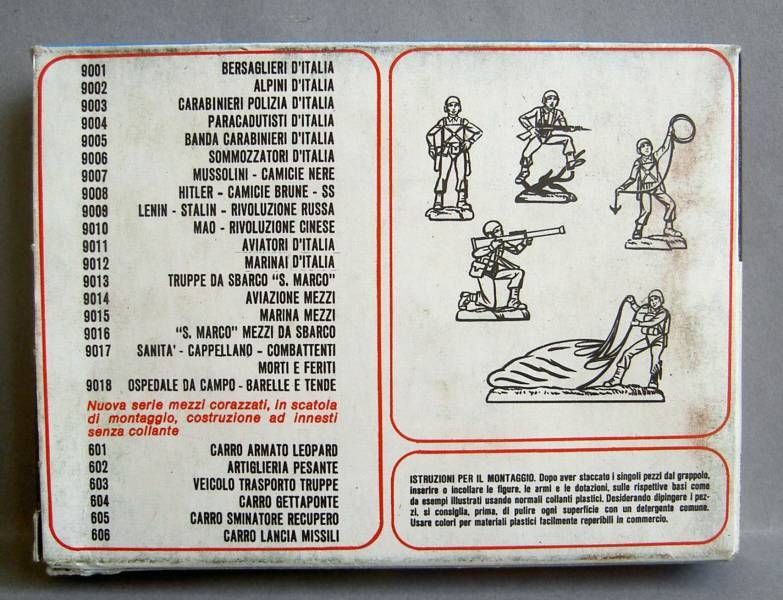 9001 BERSAGLIERI D'ITALIA
9002 ALPINI D'ITALIA
9003 CARABINIERI POLIZIA D'ITALIA
9004 PARACADUTISTI D'ITALIA
9005 BANDA CARABINIERI D'ITALIA
9006 SOMMOZZATORI D'ITALIA
9007 MUSSOLINI - CAMICIE NERE
9008 HITLER - CAMICIE BRUNE - SS
9009 LENIN - STALIN - RIVOLUZIONE RUSSA
9010 MAO - RIVOLUZIONE CINESE
9011 AVIATORI D'ITALIA
9012 MARINAI D'ITALIA
9013 TRUPPE DA SBARCO "S. MARCO"
9014 AVIAZIONE MEZZI
9015 MARINA MEZZI
9016 "S. MARCO" MEZZI DA SBARCO
9017 SANITA' - CAPPELLANO - COMBATTENTI
MORTI E FERITI
9018 OSPEDALE DA CAMPO - BARELLE E TENDE
Nuova serie mezzi corazzati, in scatola
di montaggio, costruzione ad innesti
senza collante
601 CARRO ARMATO LEOPARD
602 ARTIGLIERIA PESANTE
603 VEICOLO TRASPORTO TRUPPE
604 CARRO GETTAPONTE
605 CARRO SMINATORE RECUPERO
606 CARRO LANCIA MISSILI
ISTRUZIONI PER IL MONTAGGIO. Dopo aver staccato i singoli pezzi dal grappolo,
inserire o incollare le figure, le armi e le dotazioni, sulle rispettive basi come
da esempi illustrati usando normali collanti plastici. Desiderando dipingere i pez-
zi, si consiglia, prima, di pulire ogni superficie con un detergente comune.
Usare colori per materiali plastici facilmente reperibili in commercio.